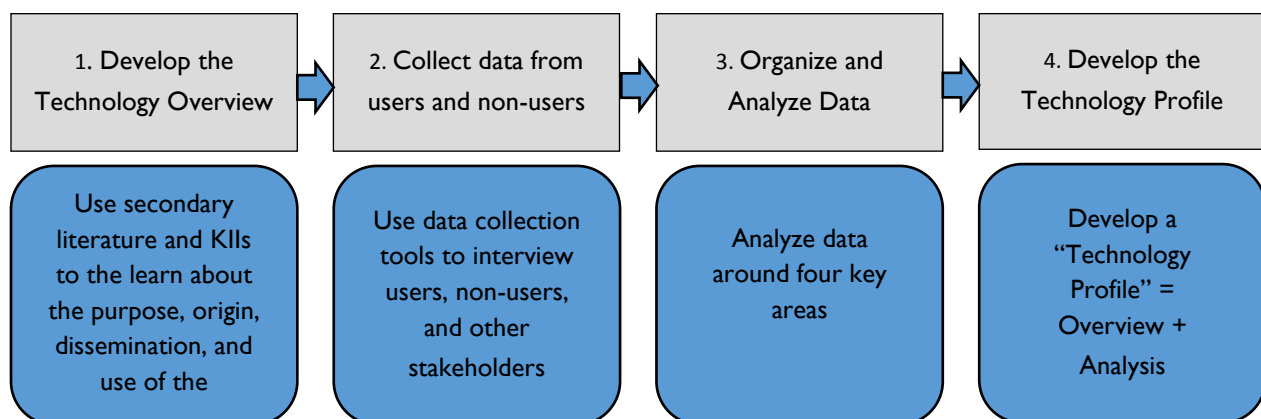 1. Develop the
Technology Overview
2. Collect data from
users and non-users
3. Organize and
Analyze Data
4. Develop the
Technology Profile
Use secondary
literature and KIIs
to the learn about
the purpose, origin,
dissemination, and
use of the
Use data collection
tools to interview
users, non-users,
and other
stakeholders
Analyze data
around four key
areas
Develop a
“Technology
Profile” =
Overview +
Analysis